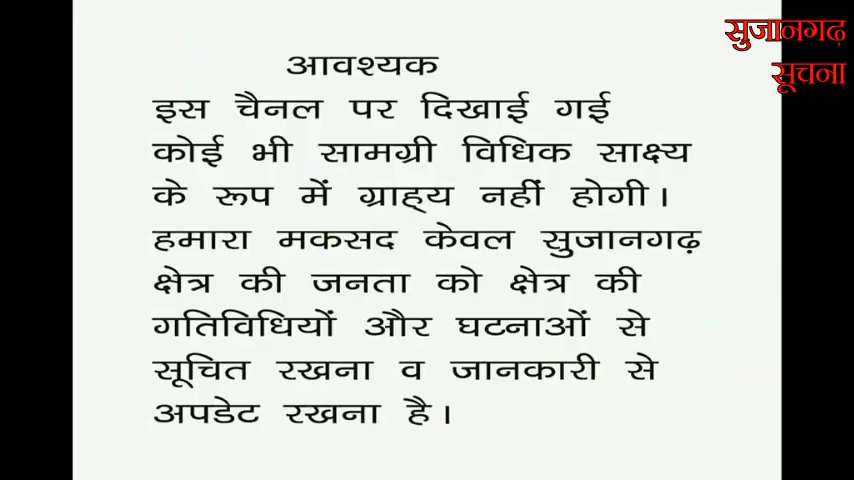 सुजानगढ़
सूचना
आवश्यक
इस चैनल पर दिखाई गई
कोई भी सामग्री विधिक साक्ष्य
के रूप में ग्राह्य नहीं होगी।
हमारा मकसद केवल सुजानगढ़
क्षेत्र की जनता को क्षेत्र की
गतिविधियों और घटनाओं से
सूचित रखना व जानकारी से
अपडेट रखना है।